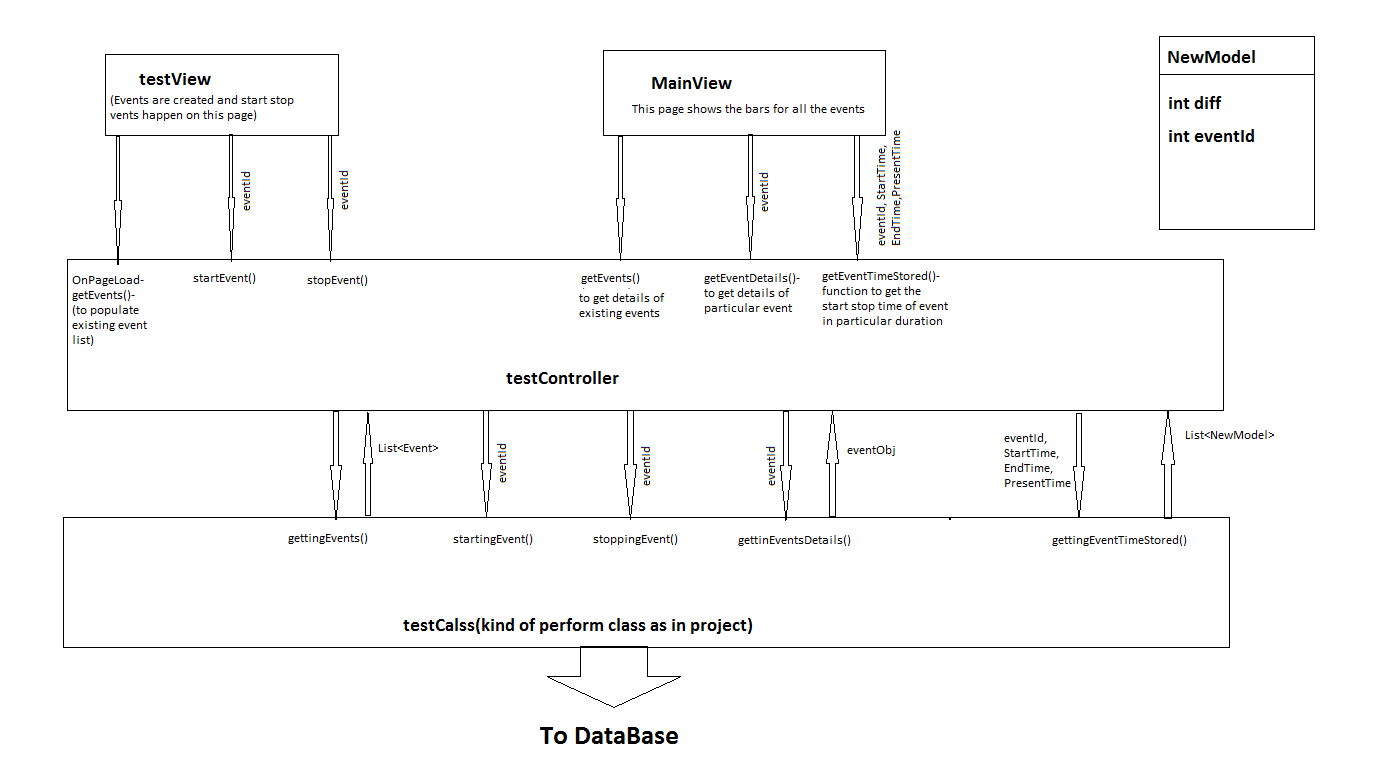 testView
(Events are created and start stop
vents happen on this page)
MainView
This page shows the bars for all the events
NewModel
int diff
int eventId
eventId
eventId
eventId
eventId, StartTime,
EndTime,PresentTime
OnPageLoad-
getEvents()-
(to populate
existing event
list)
startEvent()
stopEvent()
getEvents()
to get details of
existing events
getEventDetails()-
to get details of
particular event
getEventTimeStored()-
function to get the
start stop time of event
in particular duration
testController
List<Event>
eventId
eventId
eventId
eventObj
eventId,
StartTime,
EndTime,
PresentTime
List<NewModel>
gettingEvents()
startingEvent()
stoppingEvent()
gettinEventsDetails()
gettingEventTimeStored()
testCalss(kind of perform class as in project)
To DataBase